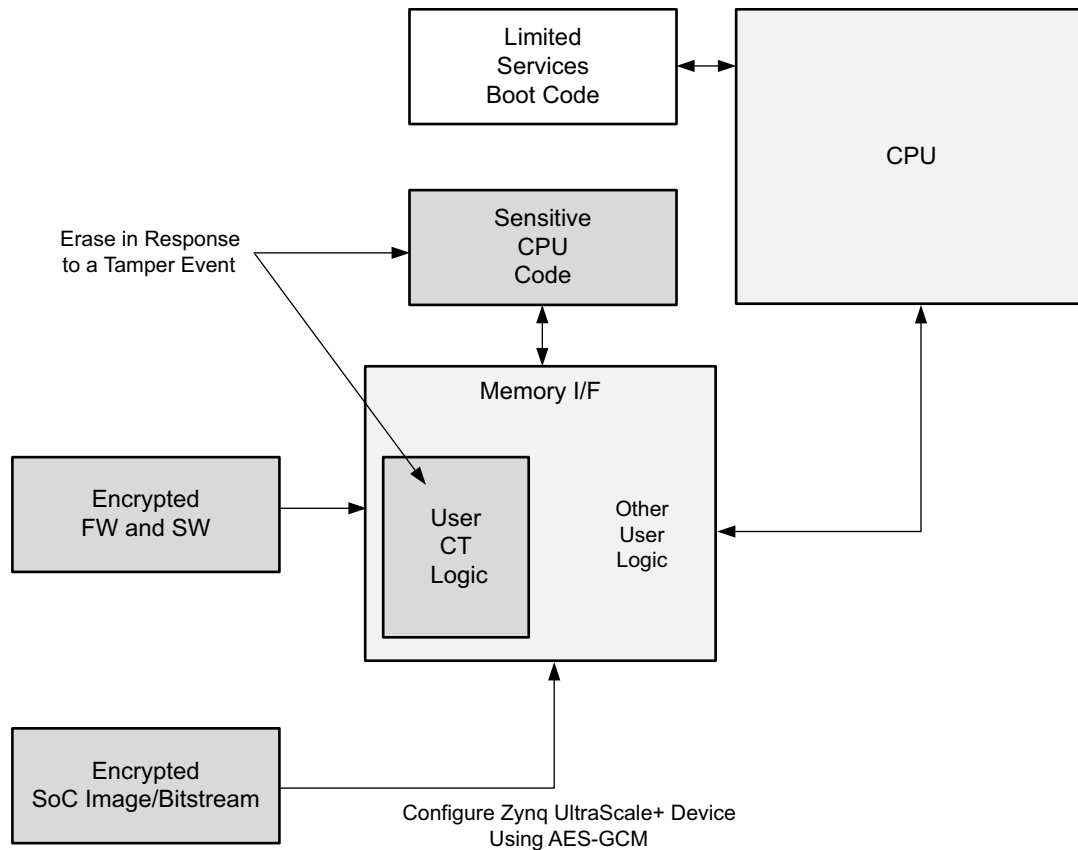 Limited
Services
Boot Code
CPU
Sensitive
CPU
Code
Erase in Response
to a Tamper Event
Memory I/F
Encrypted
FW and SW
User
CT
Logic
Other
User
Logic
Encrypted
SoC Image/Bitstream
Configure Zynq UltraScale+ Device
Using AES-GCM